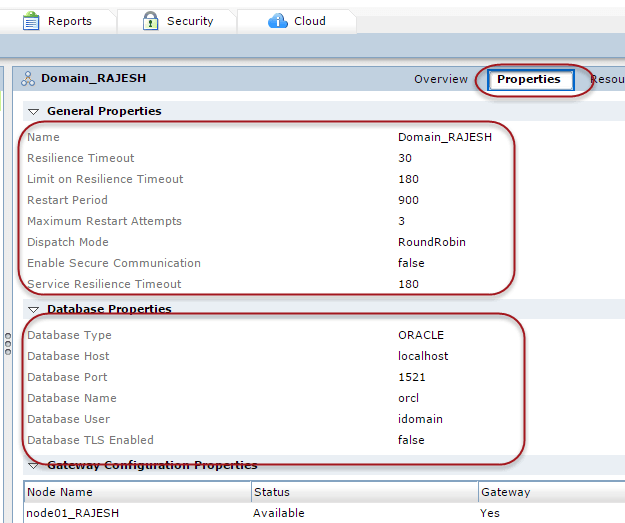 Reports Security Cloud
Domain_RAJESH Overview Properties Resou
General Properties
Name Domain_RAJESH
Resilience Timeout 30
Limit on Resilience Timeout 180
Restart Period 900
Maximum Restart Attempts 3
Dispatch Mode RoundRobin
Enable Secure Communication false
Service Resilience Timeout 180
Database Properties
Database Type ORACLE
Database Host localhost
Database Port 1521
Database Name orcl
Database User idomain
Database TLS Enabled false
Gateway Configuration Properties
Node Name Status Gateway
node01_RAJESH Available Yes